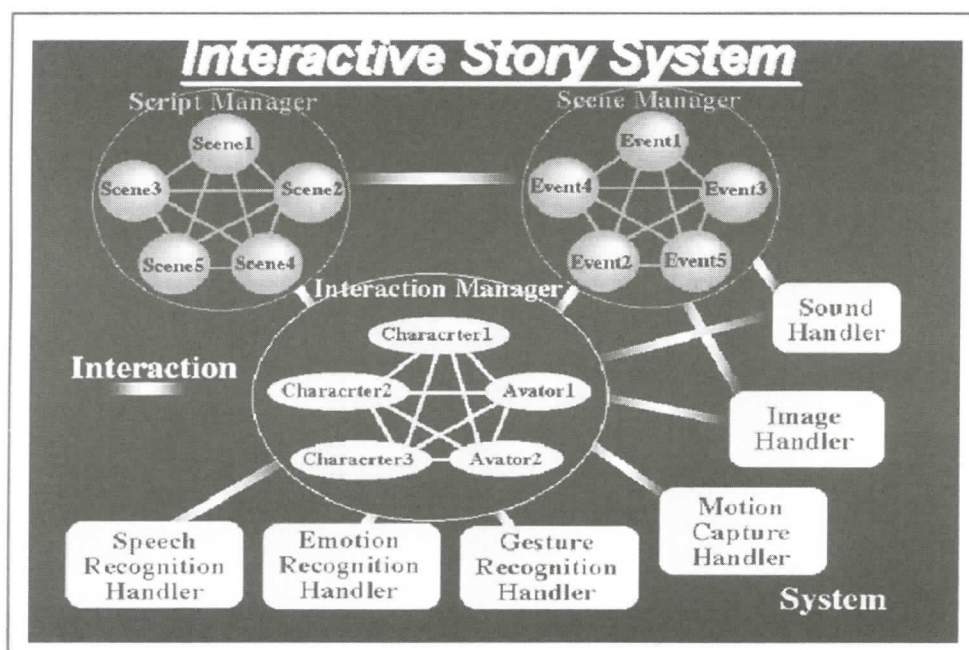 Interactive Story System
Script Manager
Scene Manager
Scene1
Scene3
Scene2
Scene5
Scene4
Event1
Event4
Event3
Event2
Event5
Interaction Manager
Characrter1
Characrter2
Avator1
Characrter3
Avator2
Interaction
Sound
Handler
Image
Handler
Motion
Capture
Handler
Speech
Recognition
Handler
Emotion
Recognition
Handler
Gesture
Recognition
Handler
System